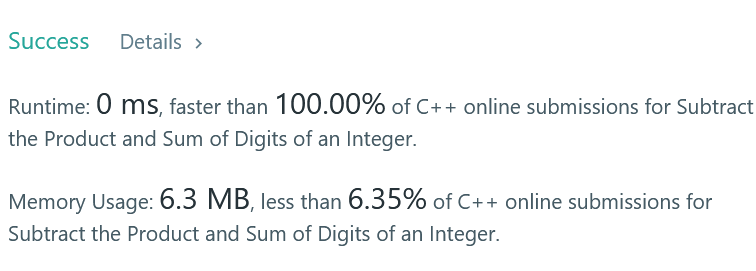 Success Details >
Runtime: 0 ms, faster than 100.00% of C++ online submissions for Subtract
the Product and Sum of Digits of an Integer.
Memory Usage: 6.3 MB, less than 6.35% of C++ online submissions for
Subtract the Product and Sum of Digits of an Integer.